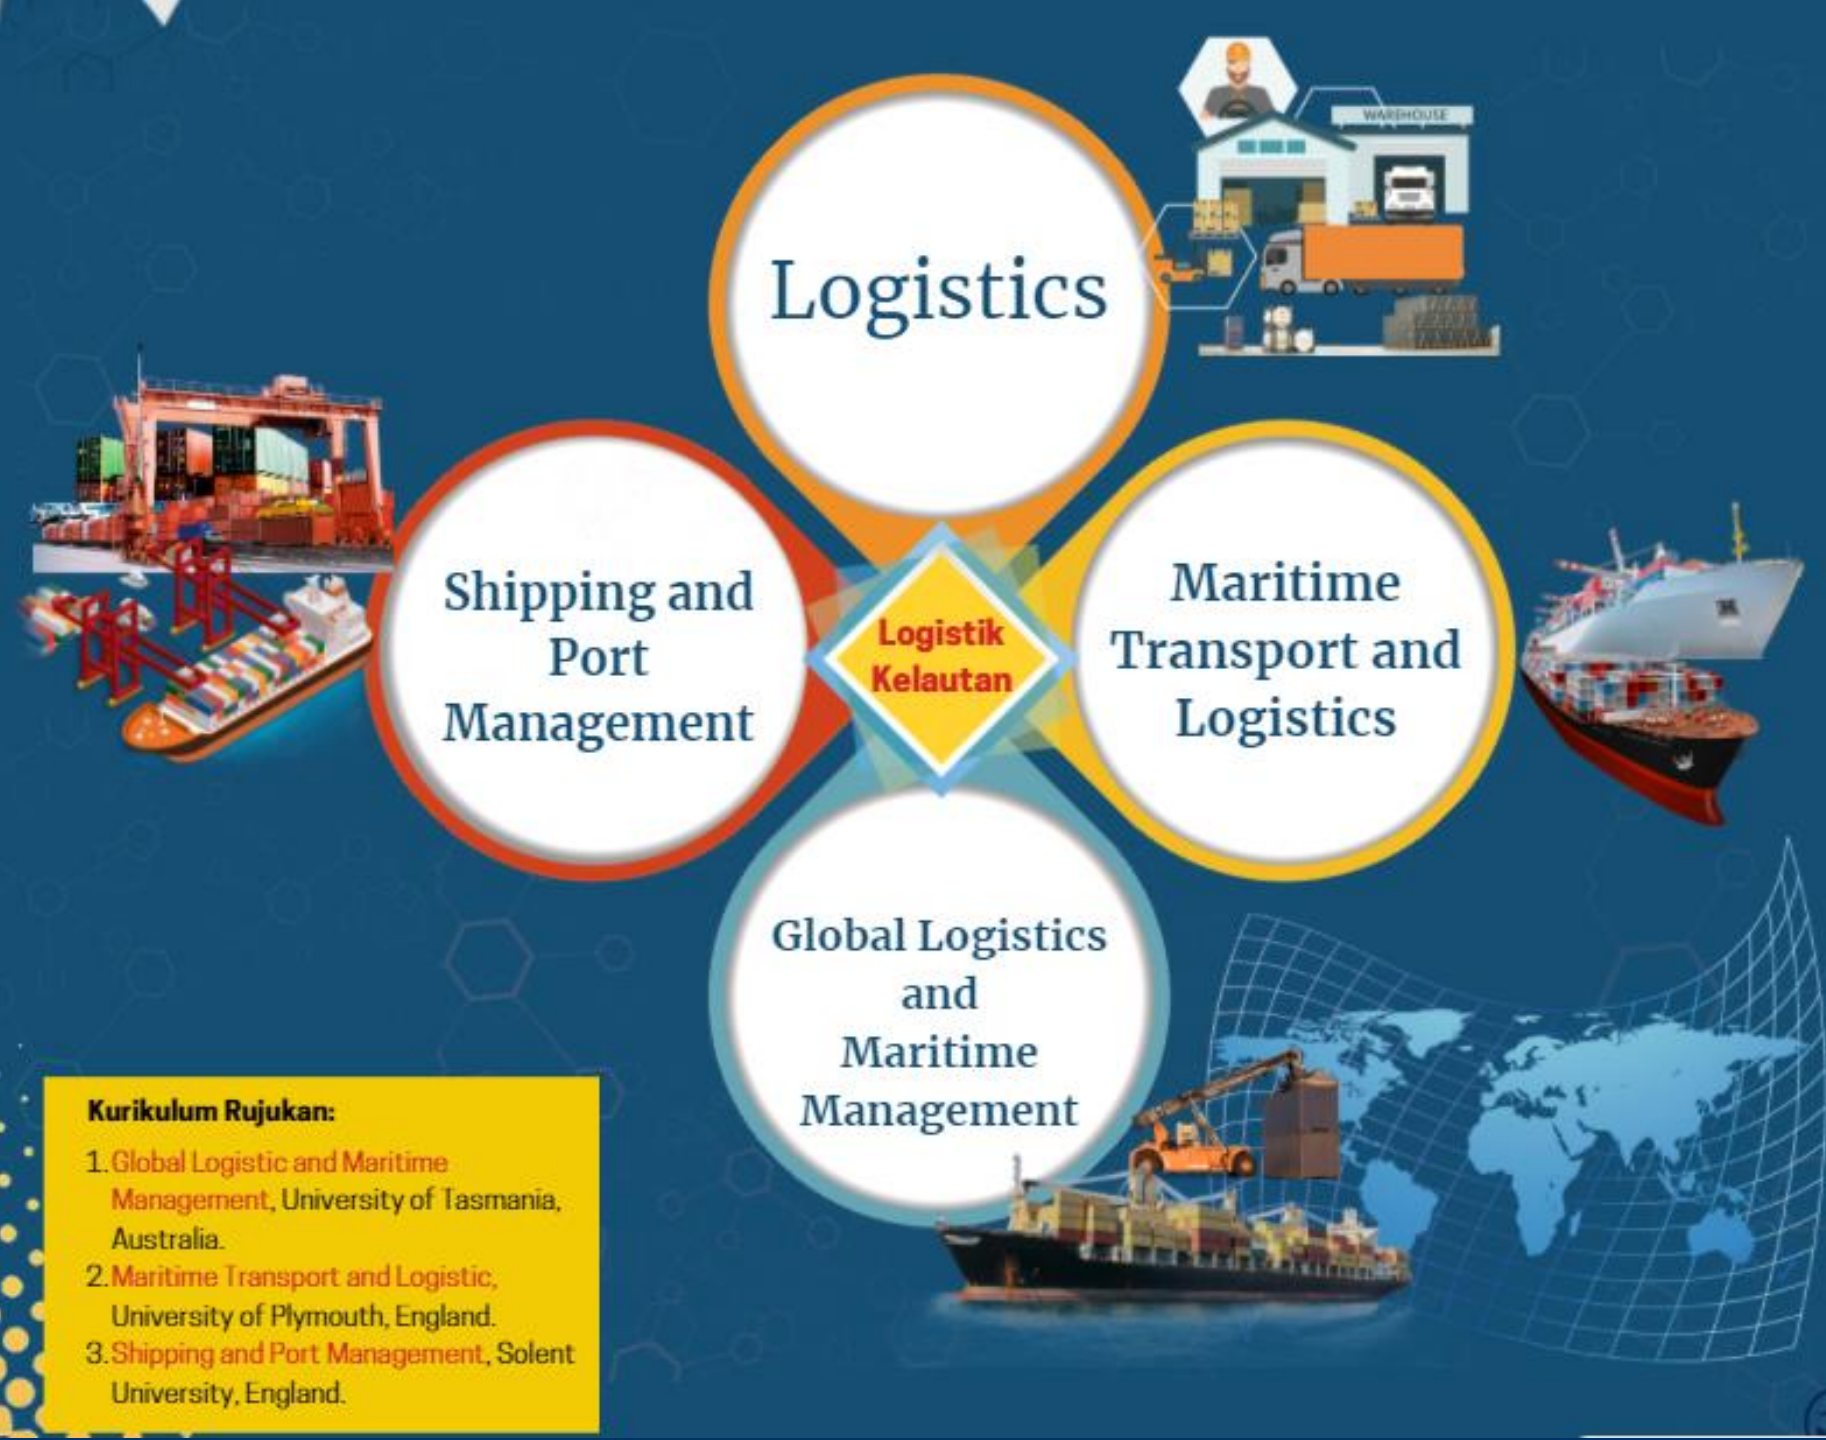 WAREHOUSE
Logistics
Shipping and
Port
Management
Logistik
Kelautan
Maritime
Transport and
Logistics
Global Logistics
and
Maritime
Management
Kurikulum Rujukan:
1. Global Logistic and Maritime
Management, University of Tasmania,
Australia.
2. Maritime Transport and Logistic,
University of Plymouth, England.
3. Shipping and Port Management, Solent
University, England.